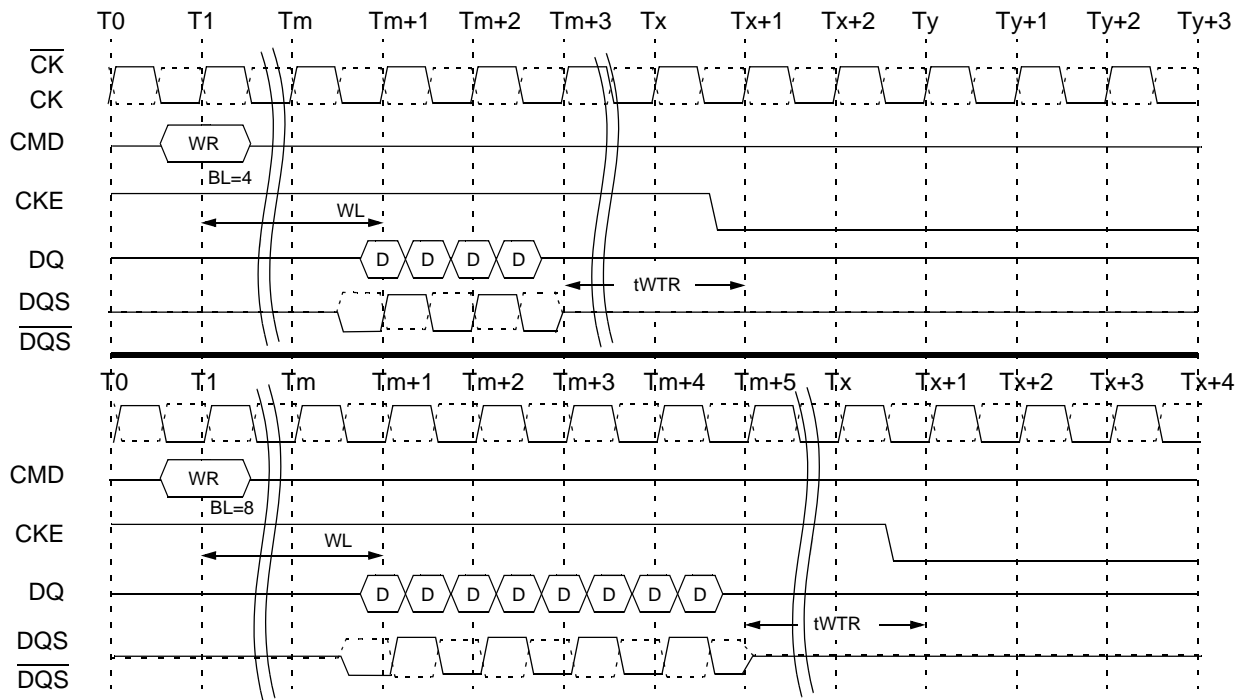 T0 T1 Tm Tm+1 Tm+2 Tm+3 Tx Tx+1 Tx+2 Ty Ty+1 Ty+2 Ty+3
CK
CK
CMD WR
BL=4
CKE
WL
DQ D D D D
tWTR
DQS
DQS
T0 T1 Tm Tm+1 Tm+2 Tm+3 Tm+4 Tm+5 Tx Tx+1 Tx+2 Tx+3 Tx+4
CMD WR
BL=8
CKE
WL
DQ D D D D D D D D
tWTR
DQS
DQS